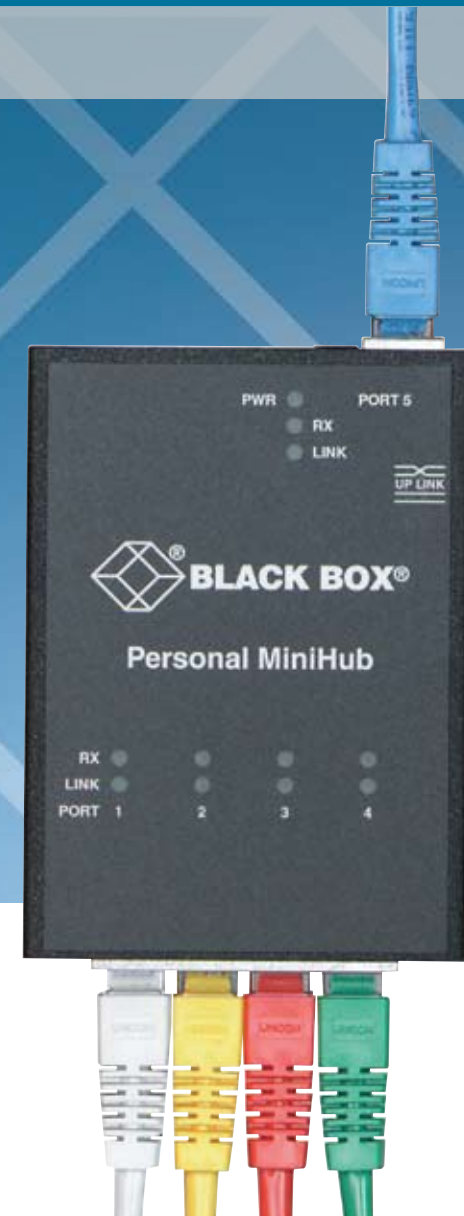 PWR PORT 5
RX
LINK
UP LINK
® BLACK BOX®
Personal MiniHub
RX
LINK
PORT 1 2 3 4